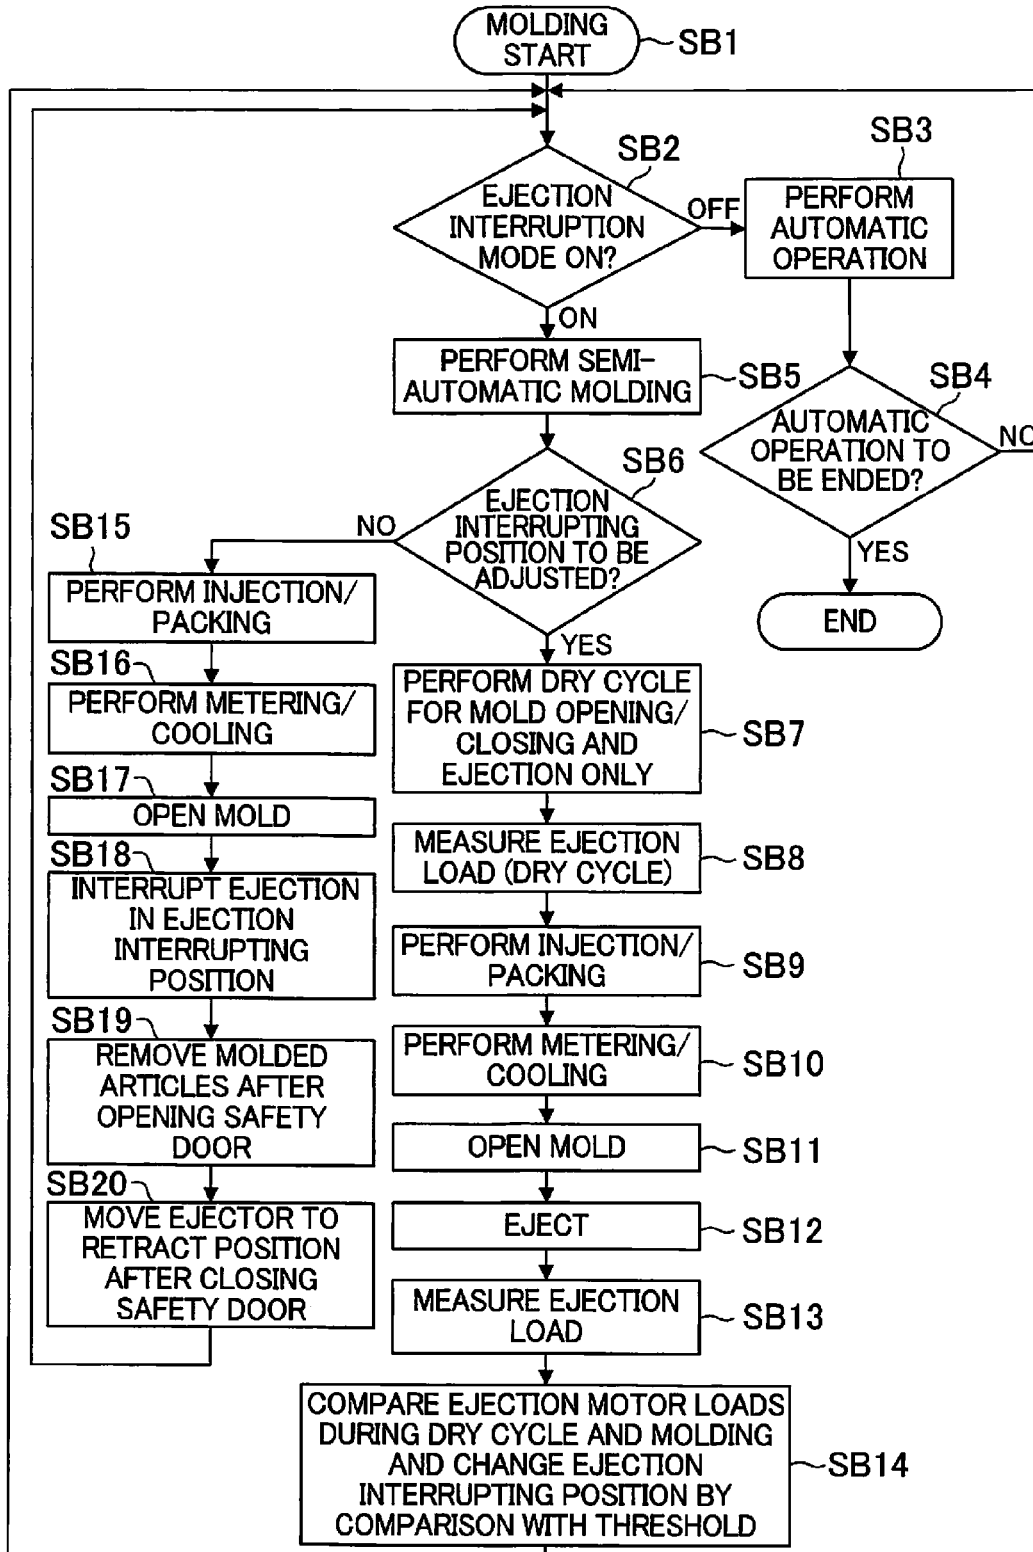 MOLDING
START
SB1
SB2
EJECTION
INTERRUPTION
MODE ON?
OFF
ON
SB3
PERFORM
AUTOMATIC
OPERATION
SB4
AUTOMATIC
OPERATION TO
BE ENDED?
NO
YES
END
PERFORM SEMI-
AUTOMATIC MOLDING
SB5
SB6
EJECTION
INTERRUPTING
POSITION TO BE
ADJUSTED?
NO
YES
SB15
PERFORM INJECTION/
PACKING
SB16
PERFORM METERING/
COOLING
SB17
OPEN MOLD
SB18
INTERRUPT EJECTION
IN EJECTION
INTERRUPTING
POSITION
SB19
REMOVE MOLDED
ARTICLES AFTER
OPENING SAFETY
DOOR
SB20
MOVE EJECTOR TO
RETRACT POSITION
AFTER CLOSING
SAFETY DOOR
PERFORM DRY CYCLE
FOR MOLD OPENING/
CLOSING AND
EJECTION ONLY
SB7
MEASURE EJECTION
LOAD (DRY CYCLE)
SB8
PERFORM INJECTION/
PACKING
SB9
PERFORM METERING/
COOLING
SB10
OPEN MOLD
SB11
EJECT
SB12
MEASURE EJECTION
LOAD
SB13
COMPARE EJECTION MOTOR LOADS
DURING DRY CYCLE AND MOLDING
AND CHANGE EJECTION
INTERRUPTING POSITION BY
COMPARISON WITH THRESHOLD
SB14